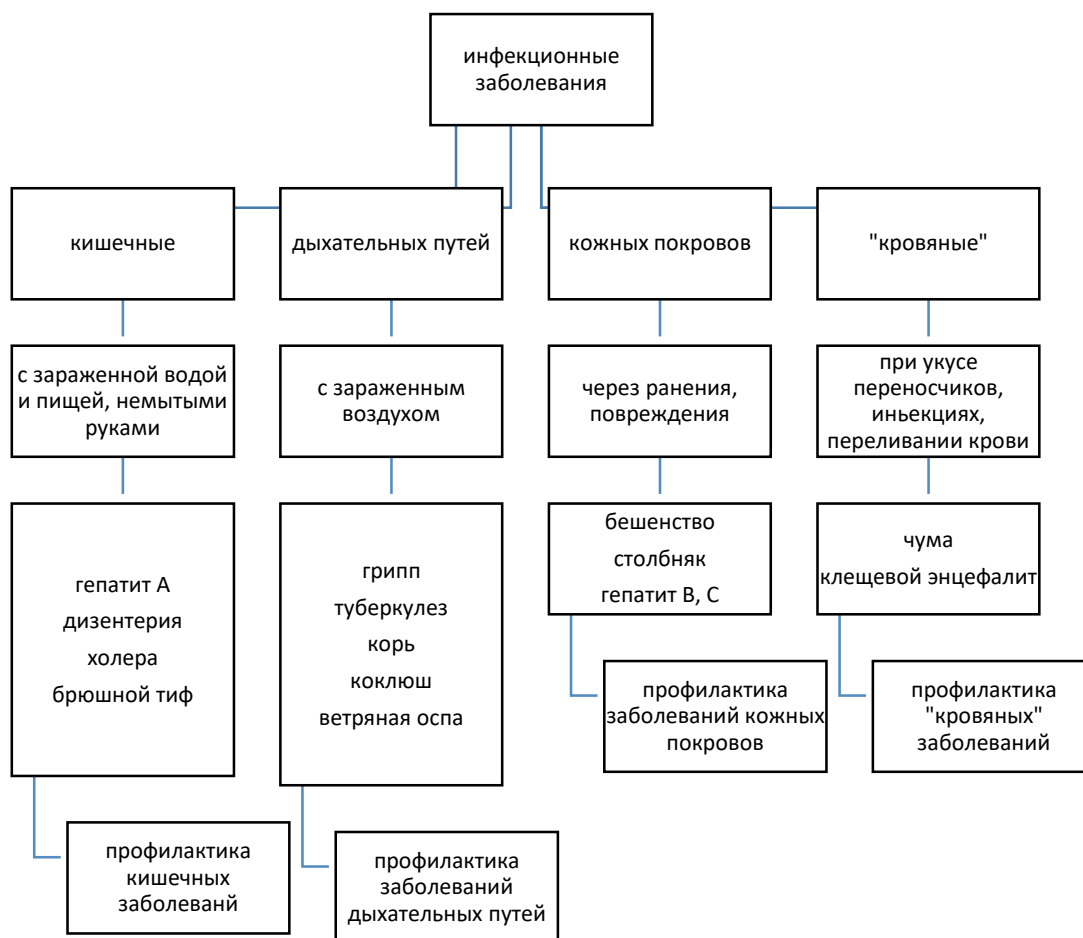 инфекционные
заболевания
кишечные
дыхательных путей
кожных покровов
"кровяные"
с зараженной водой
и пищей, немытыми
руками
с зараженным
воздухом
через ранения,
повреждения
при укусе
переносчиков,
иньекциях,
переливании крови
гепатит А
дизентерия
холера
брюшной тиф
грипп
туберкулез
корь
коклюш
ветряная оспа
бешенство
столбняк
гепатит В, С
чума
клещевой энцефалит
профилактика
кишечных
заболеванй
профилактика
заболеваний
дыхательных путей
профилактика
заболеваний кожных
покровов
профилактика
"кровяных"
заболеваний